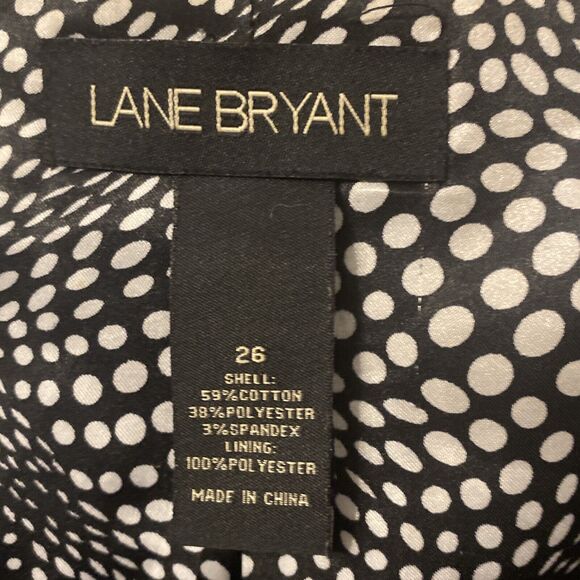 LANE BRYANT
26
SHELL:
59%COTTON
38%POLYESTER
3%SPANDEX
LINING:
100%POLYESTER
MADE IN CHINA